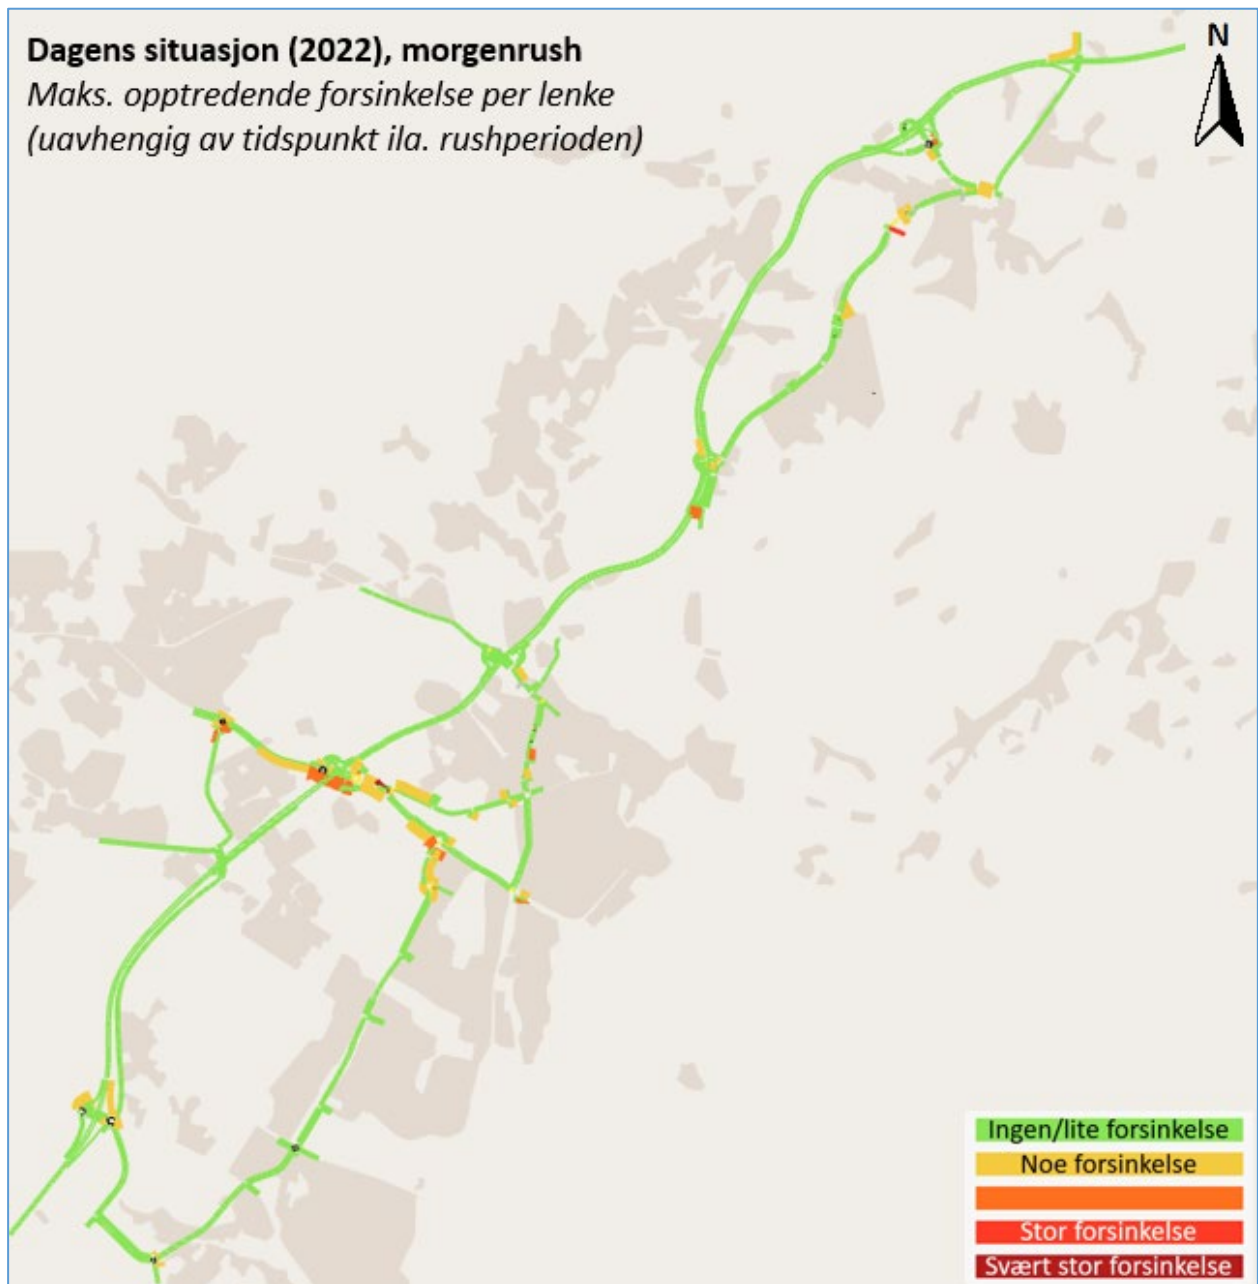 Dagens situasjon (2022), morgenrush
Maks. opptredende forsinkelse per lenke
(uavhengig av tidspunkt ila. rushperioden)
N
Ingen/lite forsinkelse
Noe forsinkelse
Stor forsinkelse
Svært stor forsinkelse